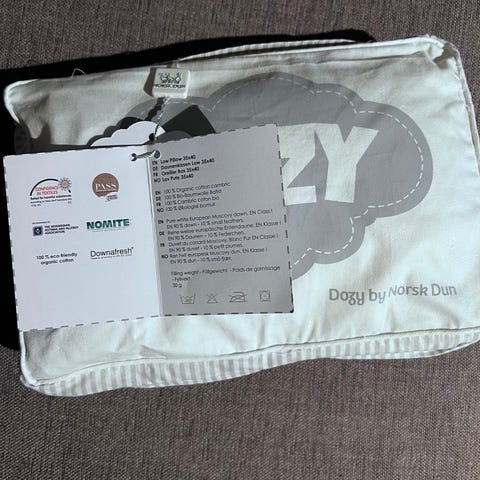 NORSK DUN
ZY
CONFIDENCE
IN TEXTILES
PASS
THE NORWEGIAN
ASTHMA AND ALLERGY
ASSOCIATION
NOMITE
100 % eco-friendly
organic cotton
Downafresh®
EN Low Pillow 35x40
DE Daunenkissen Low 35x40
FR Oreiller Bas 35x40
NO Lav Pute 35x40
EN 100 % Organic cotton cambric
DE 100 % Bio-Baumwolle Batist
FR 100 % Cambric coton bio
NO 100 % Økologisk bomull
EN Pure white European Muscovy down, EN Class I
EN 90 % down - 10 % small feathers.
DE Reine weisse europäische Entendaune, EN Klasse I
EN 90 % Daunen - 10 % Federchen.
FR Duvet du canard Muscovy, Blanc Pur EN Classe I
EN 90 % duvet - 10 % petit plumes.
NO Ren hvit europeisk muscovy dun, EN Klasse I
EN 90 % dun - 10 % små fjær.
Filling weight - Füllgewicht - Poids de garnissage
- Fyllvekt
30 g
Dozy by Norsk Dun